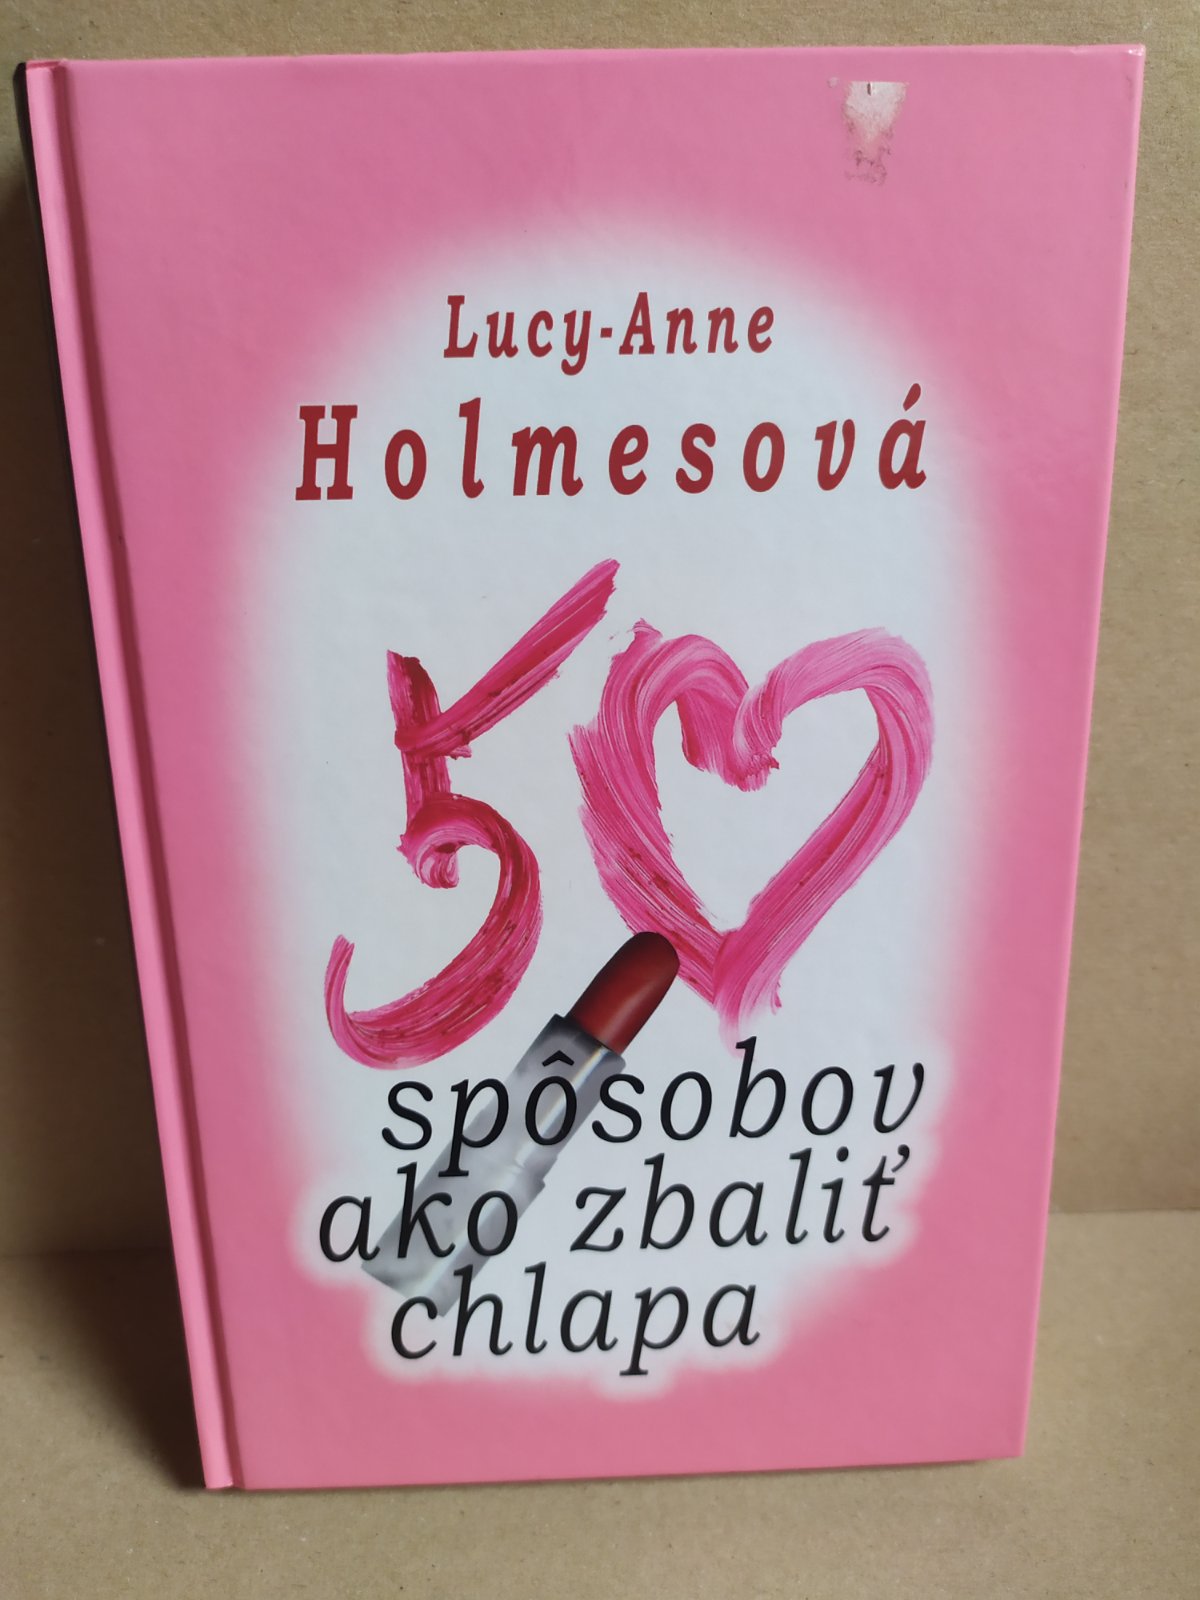 Lucy-Anne
Holmesová
50
spôsobov
ako zbaliť
chlapa